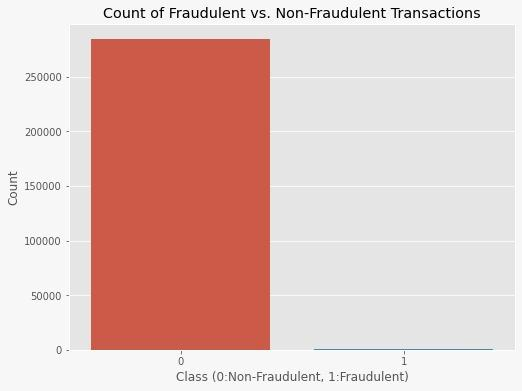 Count of Fraudulent vs. Non-Fraudulent Transactions
250000
200000
150000
100000
50000
0
Count
0
1
Class (0:Non-Fraudulent, 1:Fraudulent)